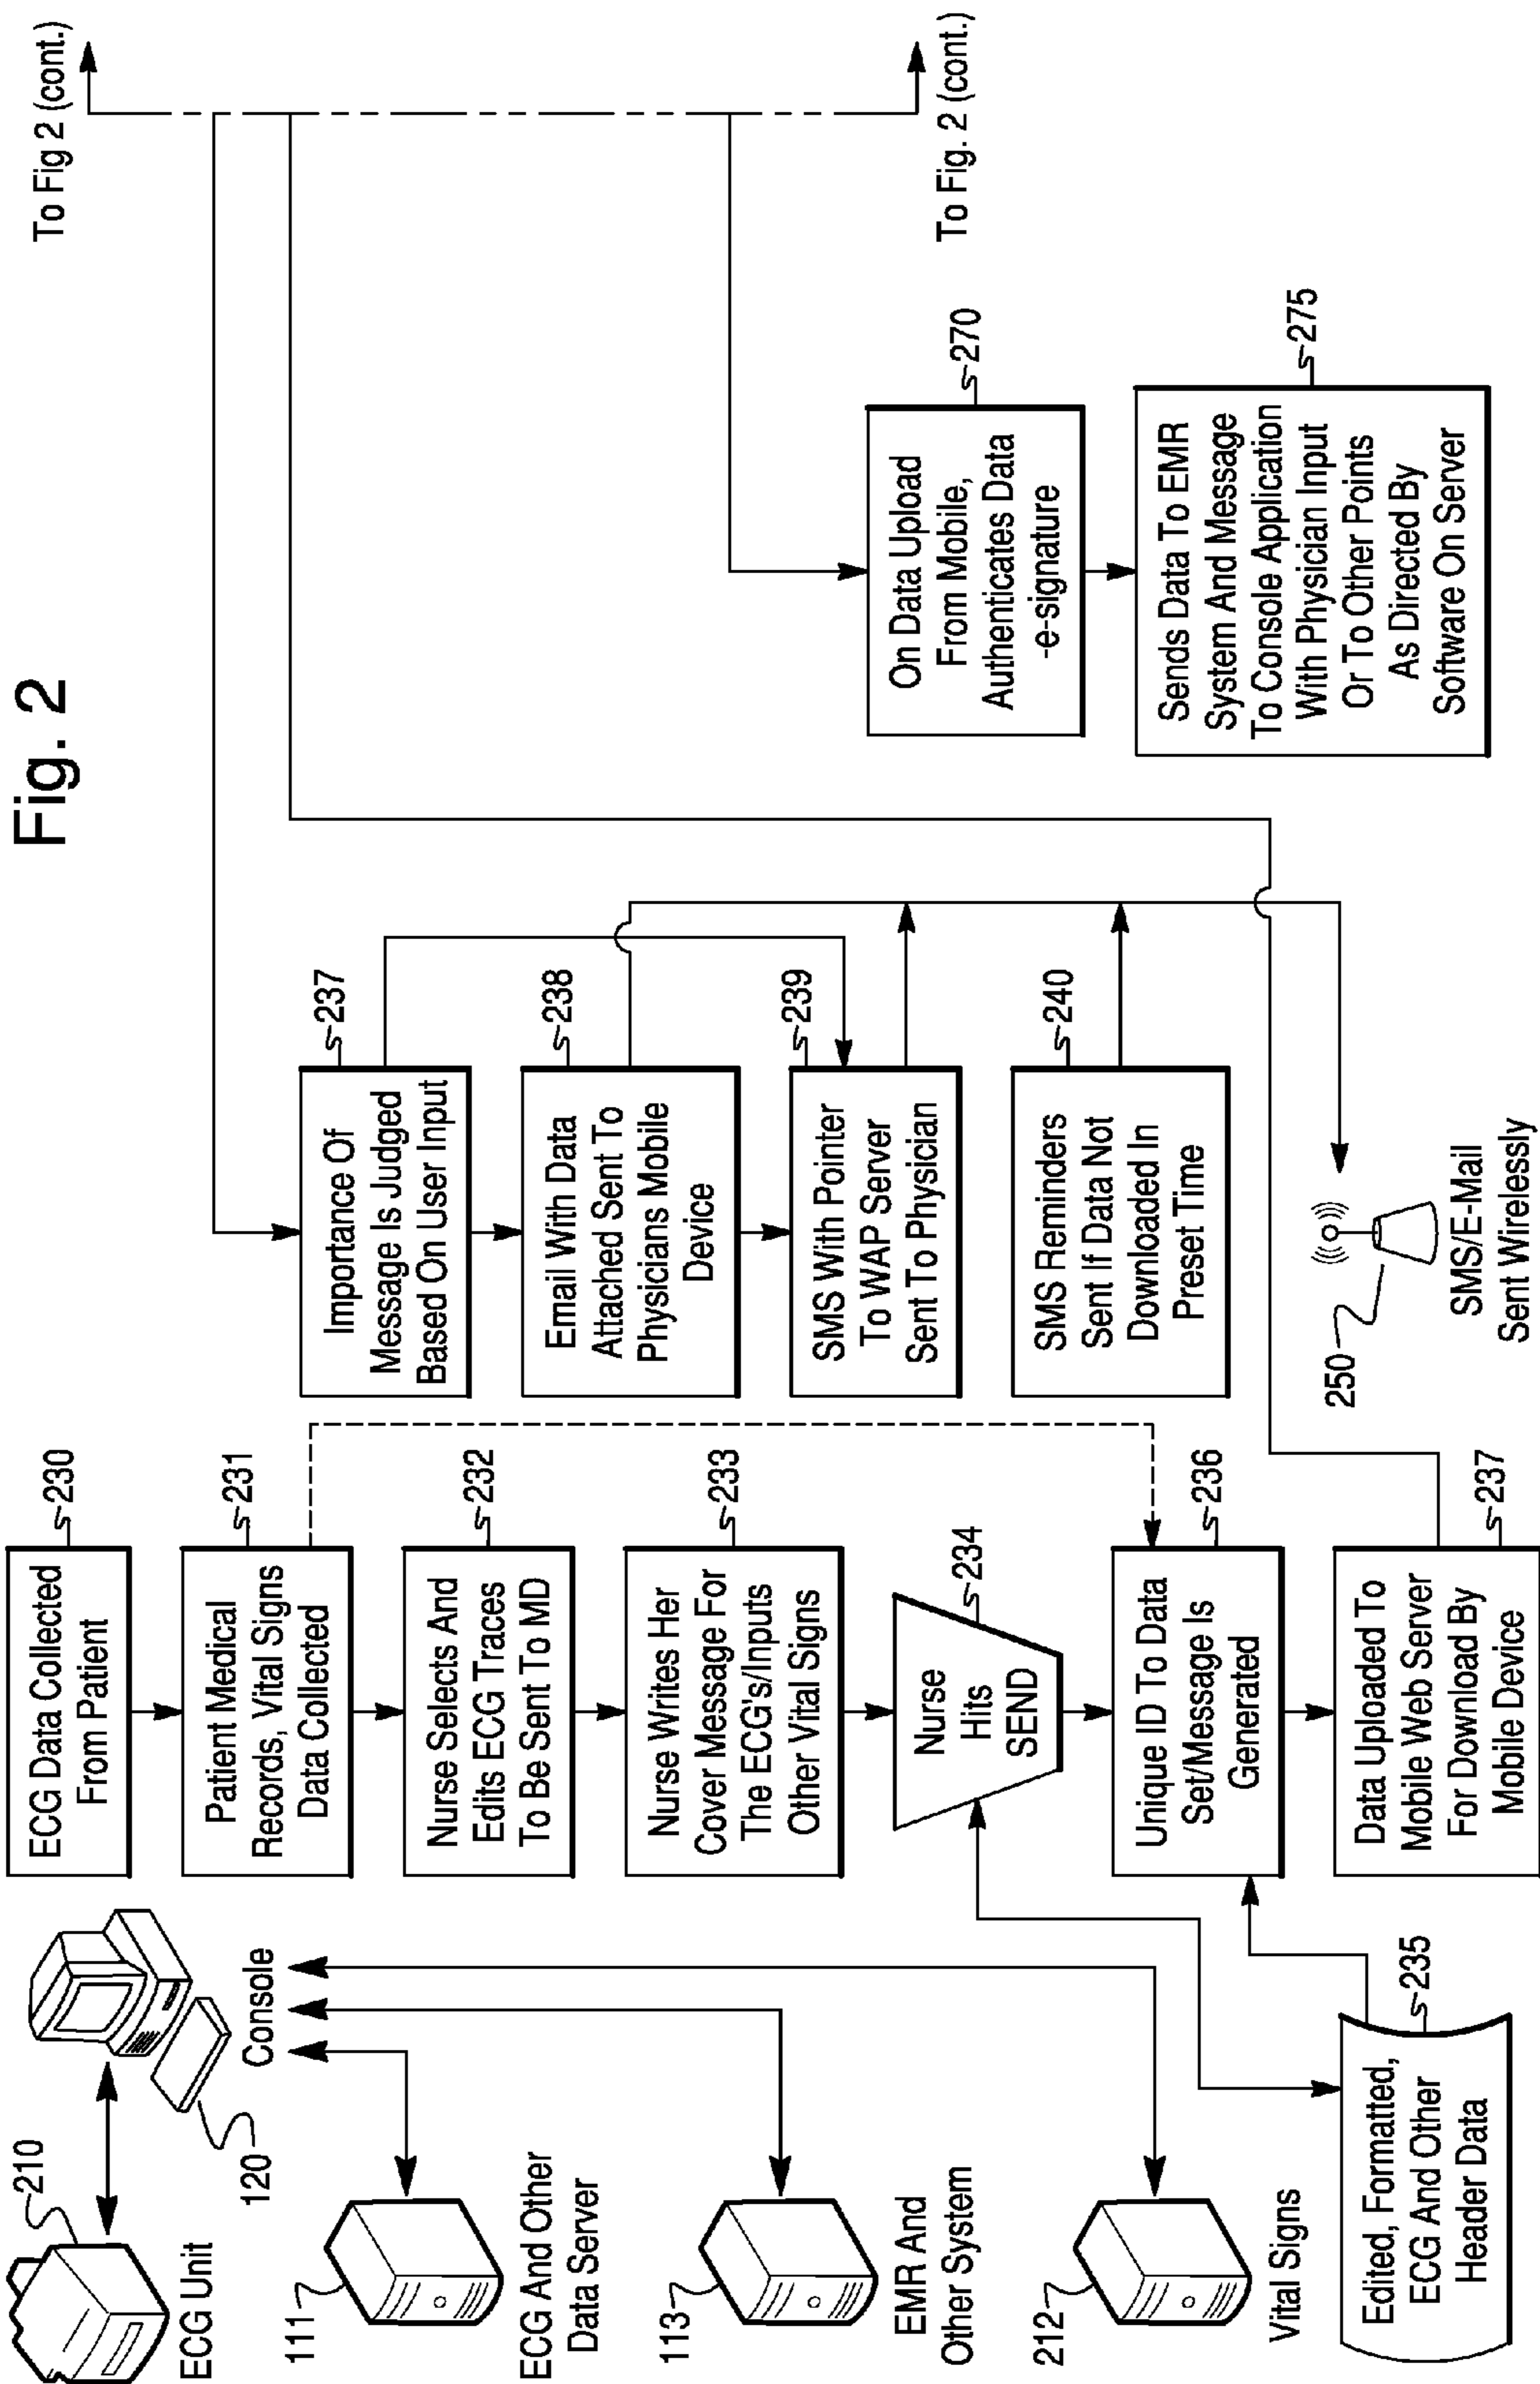 Fig. 2
210
ECG Unit
120
Console
111
ECG And Other
Data Server
113
EMR And
Other System
212
Vital Signs
Edited, Formatted,
ECG And Other
Header Data
235
ECG Data Collected
From Patient
230
Patient Medical
Records, Vital Signs
Data Collected
231
Nurse Selects And
Edits ECG Traces
To Be Sent To MD
232
Nurse Writes Her
Cover Message For
The ECG's/Inputs
Other Vital Signs
233
Nurse
Hits
SEND
234
Unique ID To Data
Set/Message Is
Generated
236
Data Uploaded To
Mobile Web Server
For Download By
Mobile Device
237
Importance Of
Message Is Judged
Based On User Input
237
Email With Data
Attached Sent To
Physicians Mobile
Device
238
SMS With Pointer
To WAP Server
Sent To Physician
239
SMS Reminders
Sent If Data Not
Downloaded In
Preset Time
240
250
SMS/E-Mail
Sent Wirelessly
On Data Upload
From Mobile,
Authenticates Data
-e-signature
270
Sends Data To EMR
System And Message
To Console Application
With Physician Input
Or To Other Points
As Directed By
Software On Server
275
To Fig 2 (cont.)
To Fig. 2 (cont.)